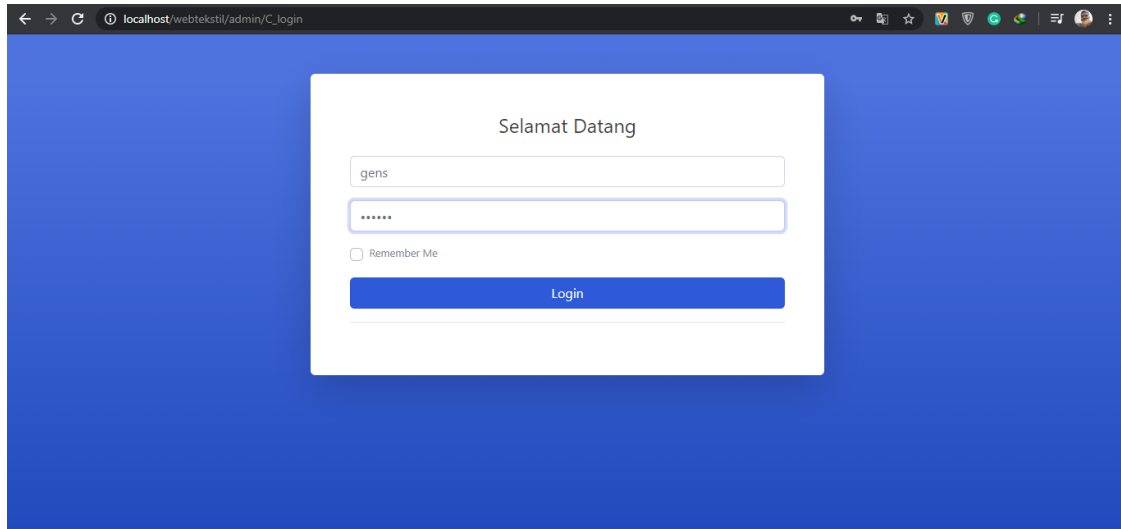 localhost/webtekstil/admin/C_login
Selamat Datang
gens
••••••
Remember Me
Login